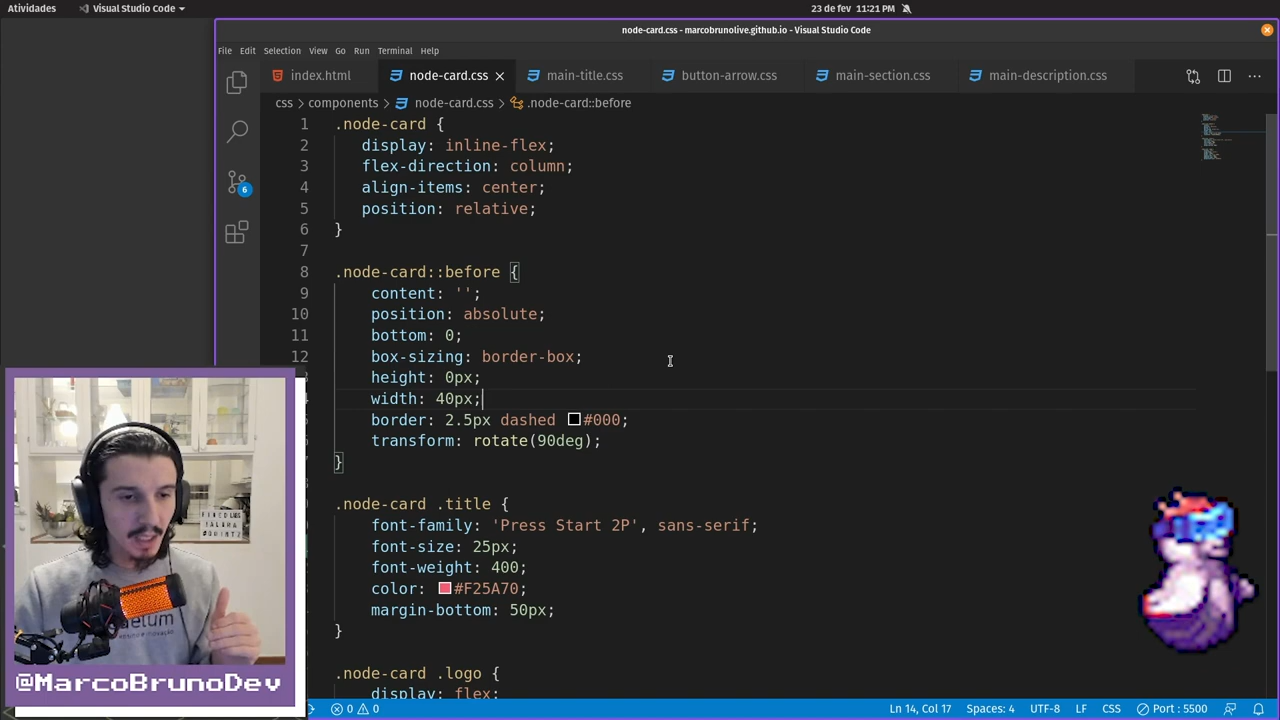 Atividades
Visual Studio Code
23 de fev 11:21 PM
node-card.css - marcobrunolive.github.io - Visual Studio Code
File Edit Selection View Go Run Terminal Help
index.html
node-card.css
main-title.css
button-arrow.css
main-section.css
main-description.css
css > components > node-card.css > .node-card::before
1 .node-card {
2 display: inline-flex;
3 flex-direction: column;
4 align-items: center;
5 position: relative;
6 }
7
8 .node-card::before {
9 content: '';
10 position: absolute;
11 bottom: 0;
12 box-sizing: border-box;
height: 0px;
width: 40px;
border: 2.5px dashed #000;
transform: rotate(90deg);
}
.node-card .title {
font-family: 'Press Start 2P', sans-serif;
font-size: 25px;
font-weight: 400;
color: #F25A70;
margin-bottom: 50px;
}
.node-card .logo {
display: flex;
6
@MarcoBrunoDev
0 0
Ln 14, Col 17
Spaces: 4
UTF-8
LF
CSS
Port : 5500